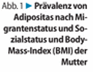 Abb. 1 ▶ Prävalenz von
Adipositas nach Mi-
grantenstatus und So-
zialstatus und Body-
Mass-Index (BMI) der
Mutter